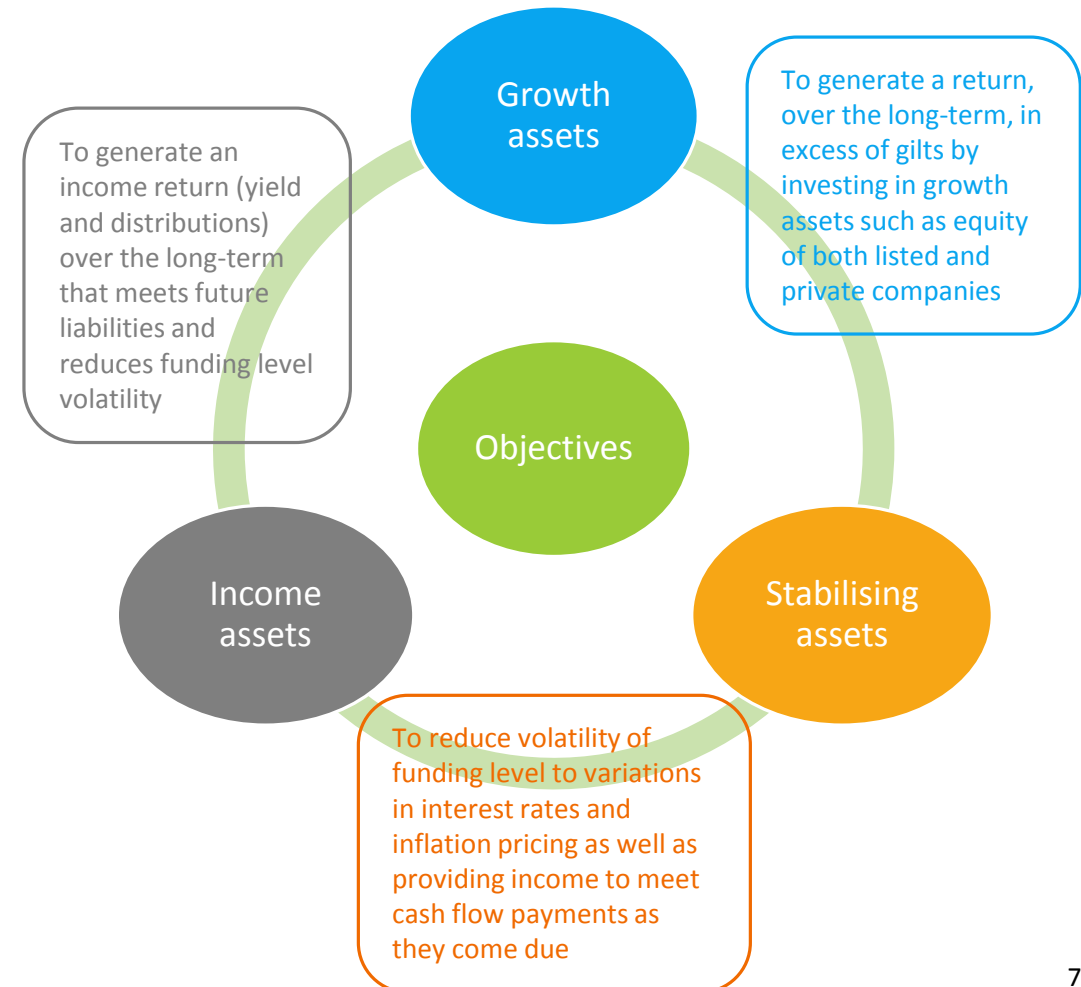 Growth
assets
To generate a return,
over the long-term, in
excess of gilts by
investing in growth
assets such as equity
of both listed and
private companies
To generate an
income return (yield
and distributions)
over the long-term
that meets future
liabilities and
reduces funding level
volatility
Objectives
Income
assets
Stabilising
assets
To reduce volatility of
funding level to variations
in interest rates and
inflation pricing as well as
providing income to meet
cash flow payments as
they come due
7